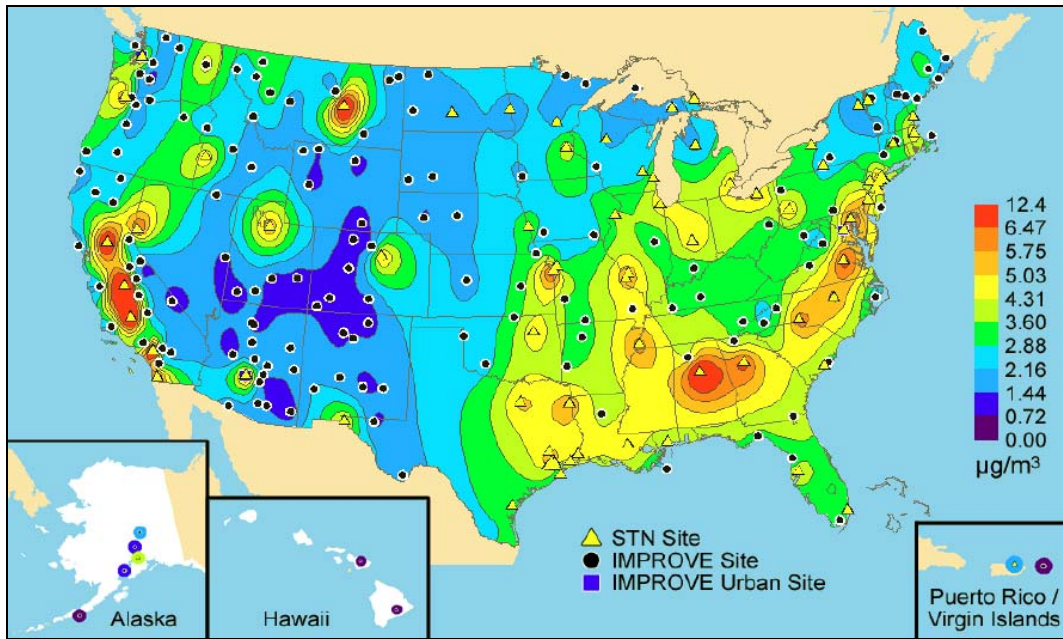 12.4
6.47
5.75
5.03
4.31
3.60
2.88
2.16
1.44
0.72
0.00
µg/m³
STN Site
IMPROVE Site
IMPROVE Urban Site
Alaska
Hawaii
Puerto Rico /
Virgin Islands